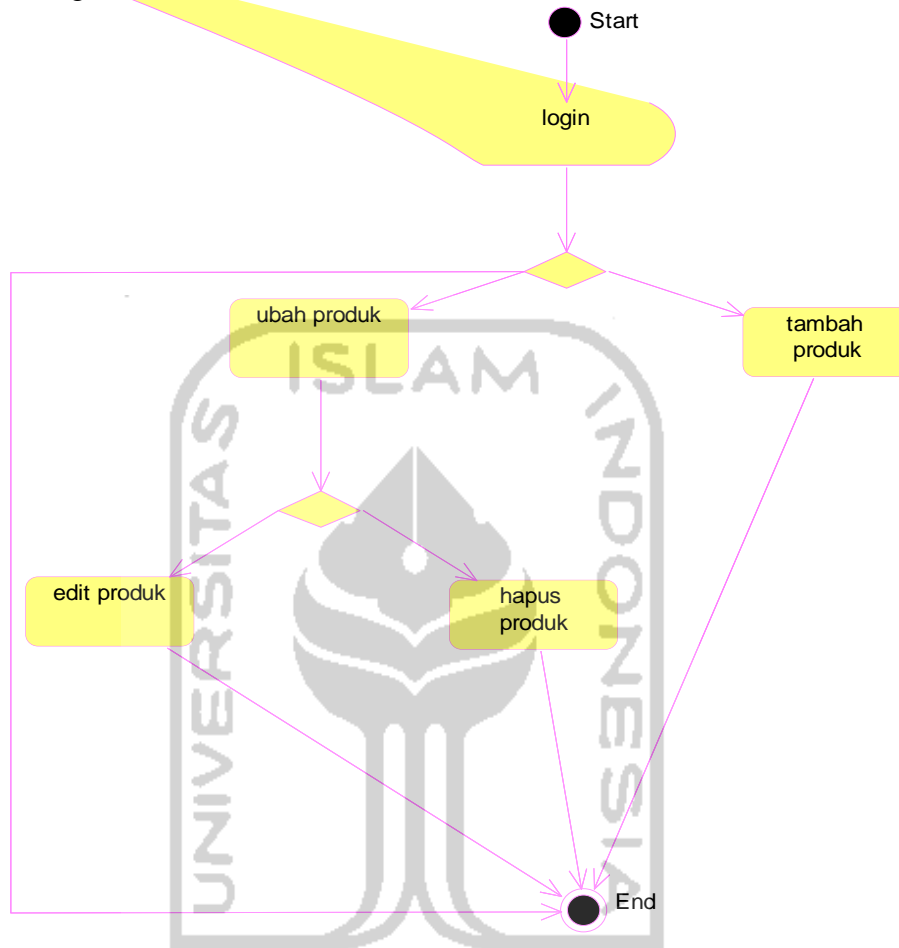 Start
login
ubah produk
tambah
produk
edit produk
hapus
produk
End
UNIVERSITAS
ISLAM
INDONESIA